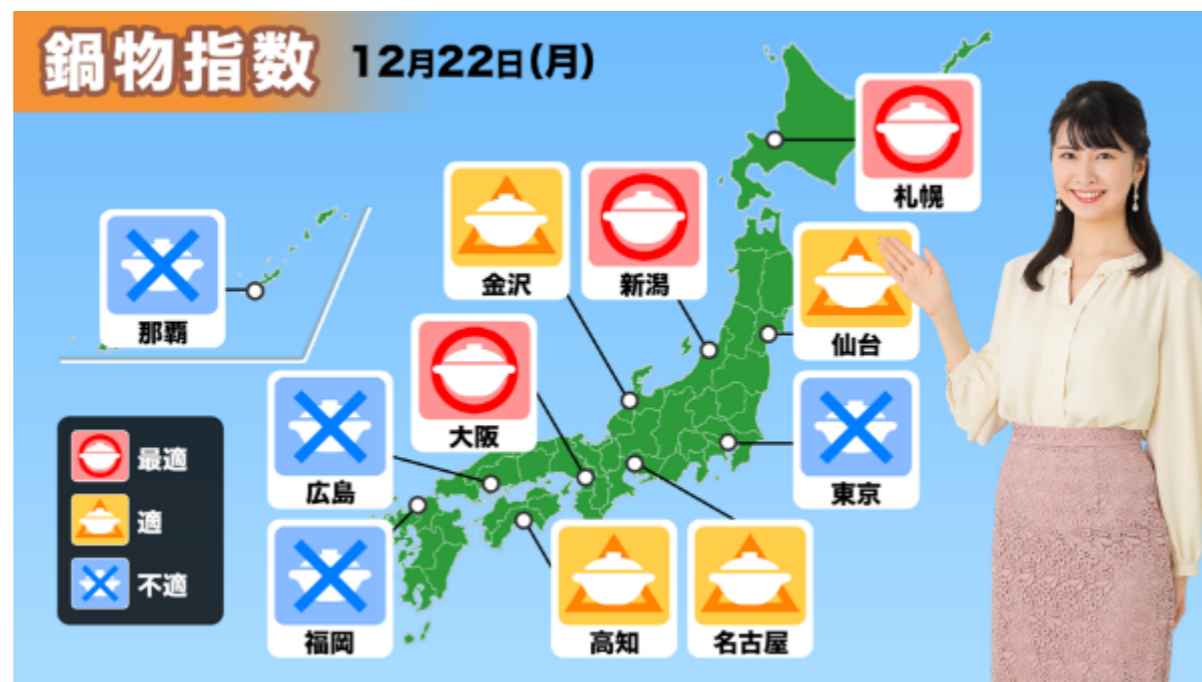 鍋物指数 12月22日(月)
札幌
金沢
新潟
那覇
仙台
大阪
広島
東京
福岡
高知
名古屋
最適
適
不適